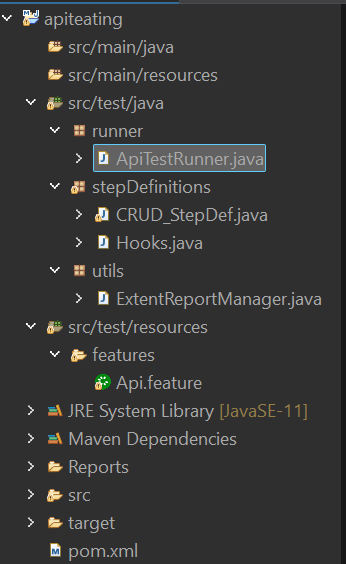 apiteating
src/main/java
src/main/resources
src/test/java
runner
ApiTestRunner.java
stepDefinitions
CRUD_StepDef.java
Hooks.java
utils
ExtentReportManager.java
src/test/resources
features
Api.feature
JRE System Library [JavaSE-11]
Maven Dependencies
Reports
src
target
pom.xml